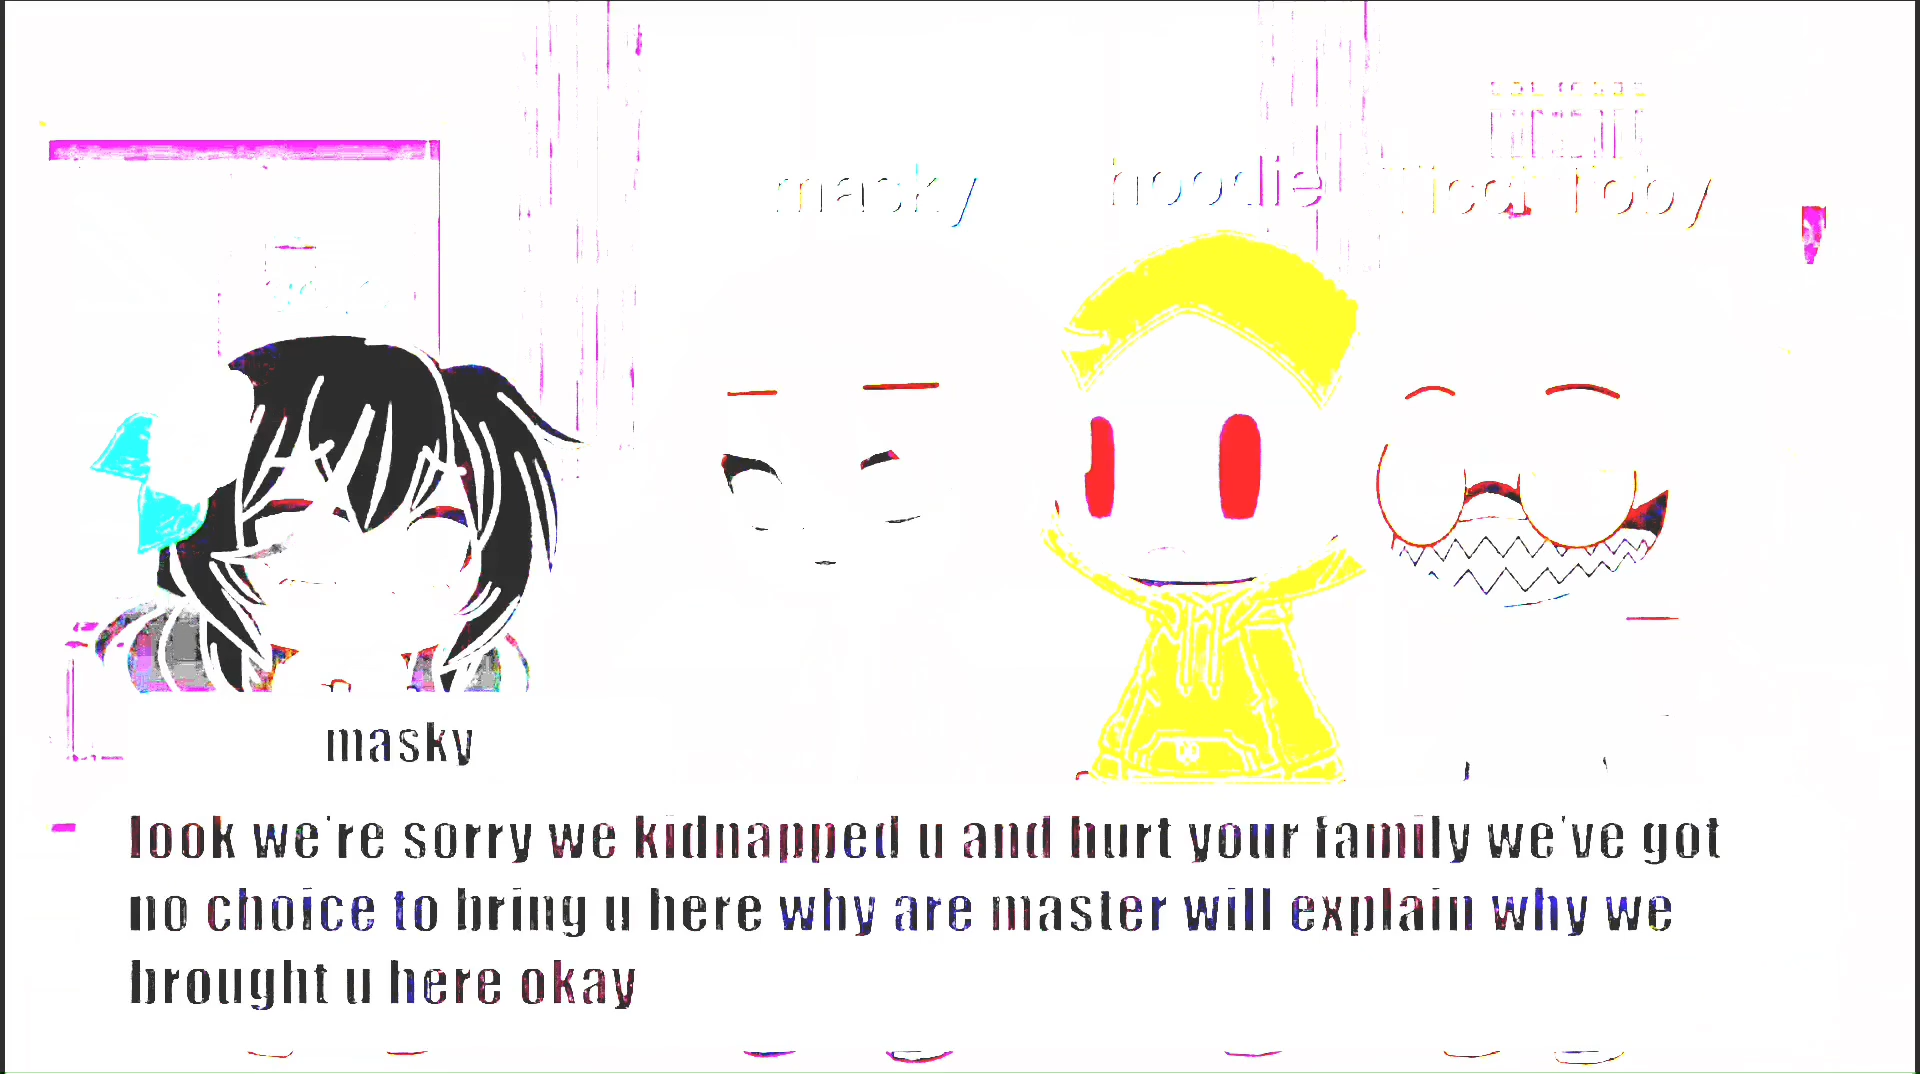 masky hoodie Ticci Toby
masky
look we're sorry we kidnapped u and hurt your family we've got
no choice to bring u here why are master will explain why we
brought u here okay